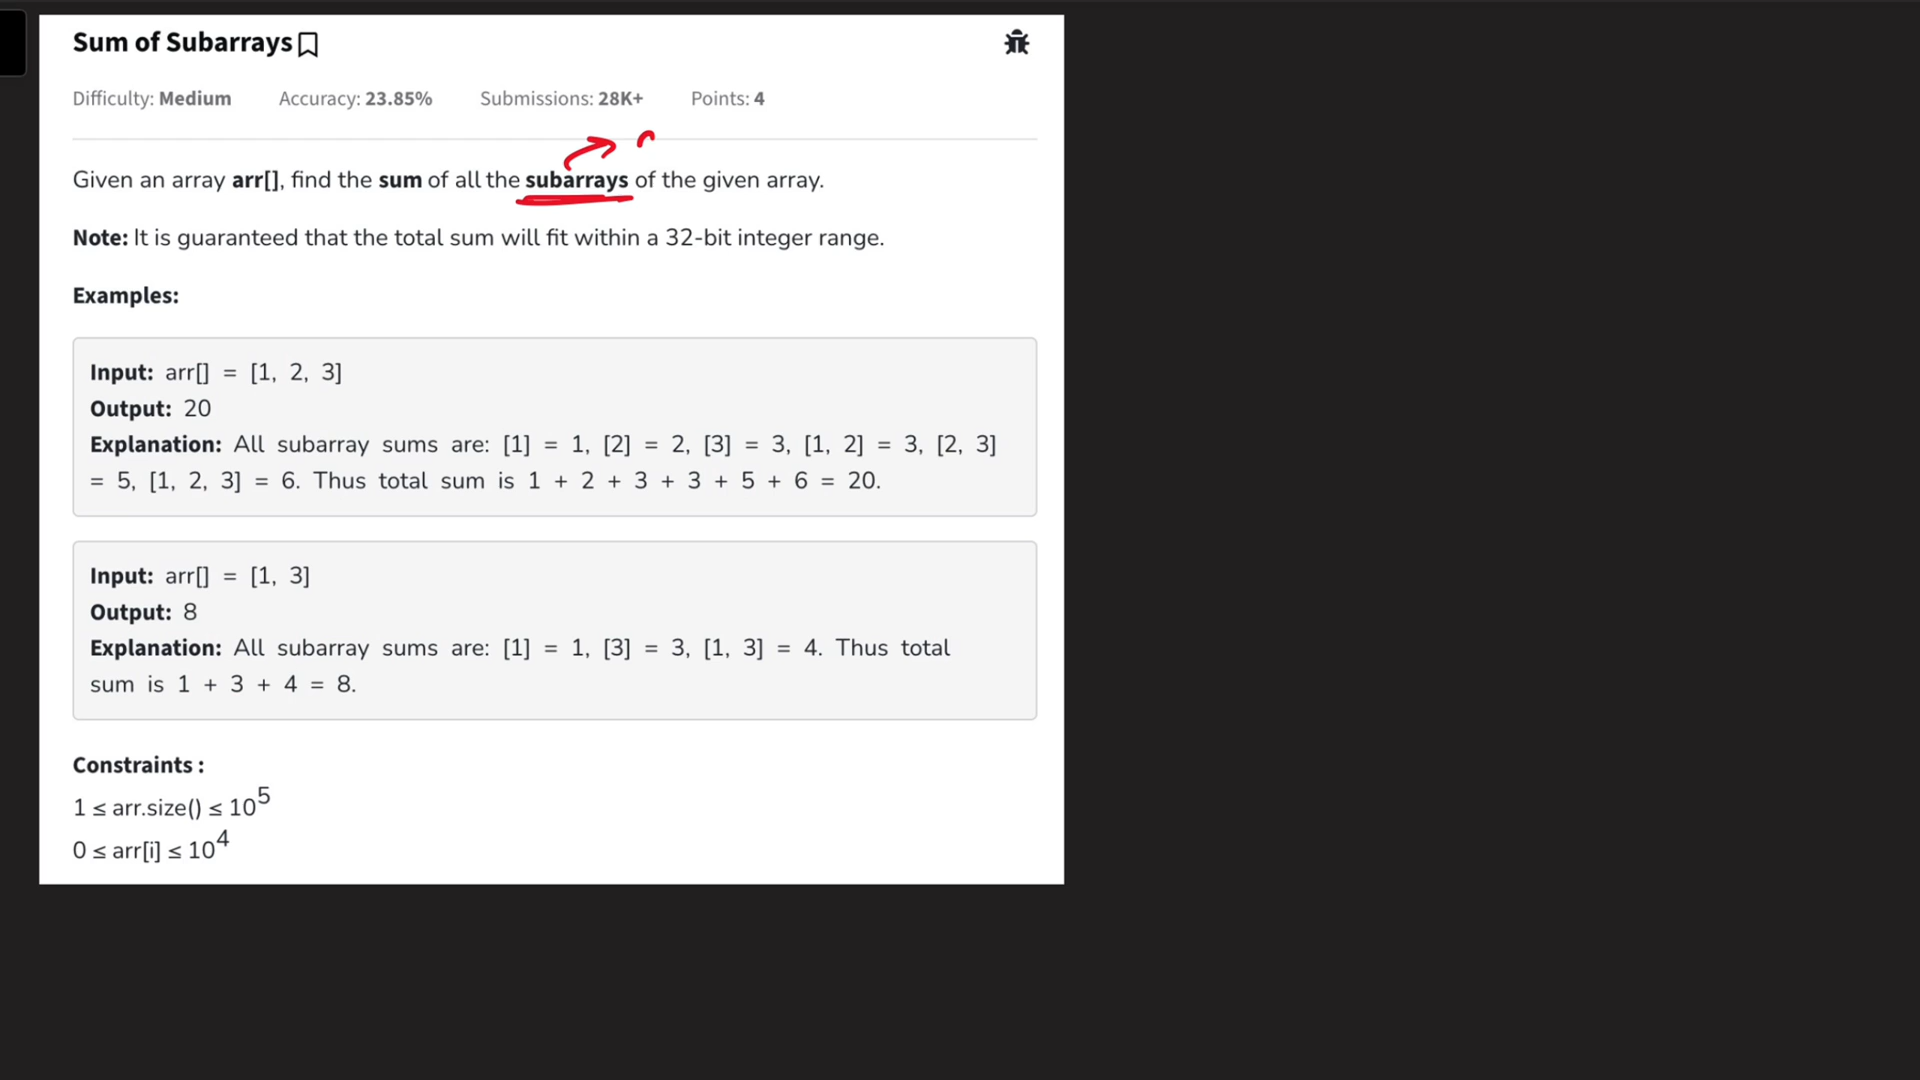 Sum of Subarrays
Difficulty: Medium Accuracy: 23.85% Submissions: 28K+ Points: 4
Given an array arr[], find the sum of all the subarrays of the given array.
Note: It is guaranteed that the total sum will fit within a 32-bit integer range.
Examples:
Input: arr[] = [1, 2, 3]
Output: 20
Explanation: All subarray sums are: [1] = 1, [2] = 2, [3] = 3, [1, 2] = 3, [2, 3]
= 5, [1, 2, 3] = 6. Thus total sum is 1 + 2 + 3 + 3 + 5 + 6 = 20.
Input: arr[] = [1, 3]
Output: 8
Explanation: All subarray sums are: [1] = 1, [3] = 3, [1, 3] = 4. Thus total
sum is 1 + 3 + 4 = 8.
Constraints :
1 ≤ arr.size() ≤ 10^5
0 ≤ arr[i] ≤ 10^4